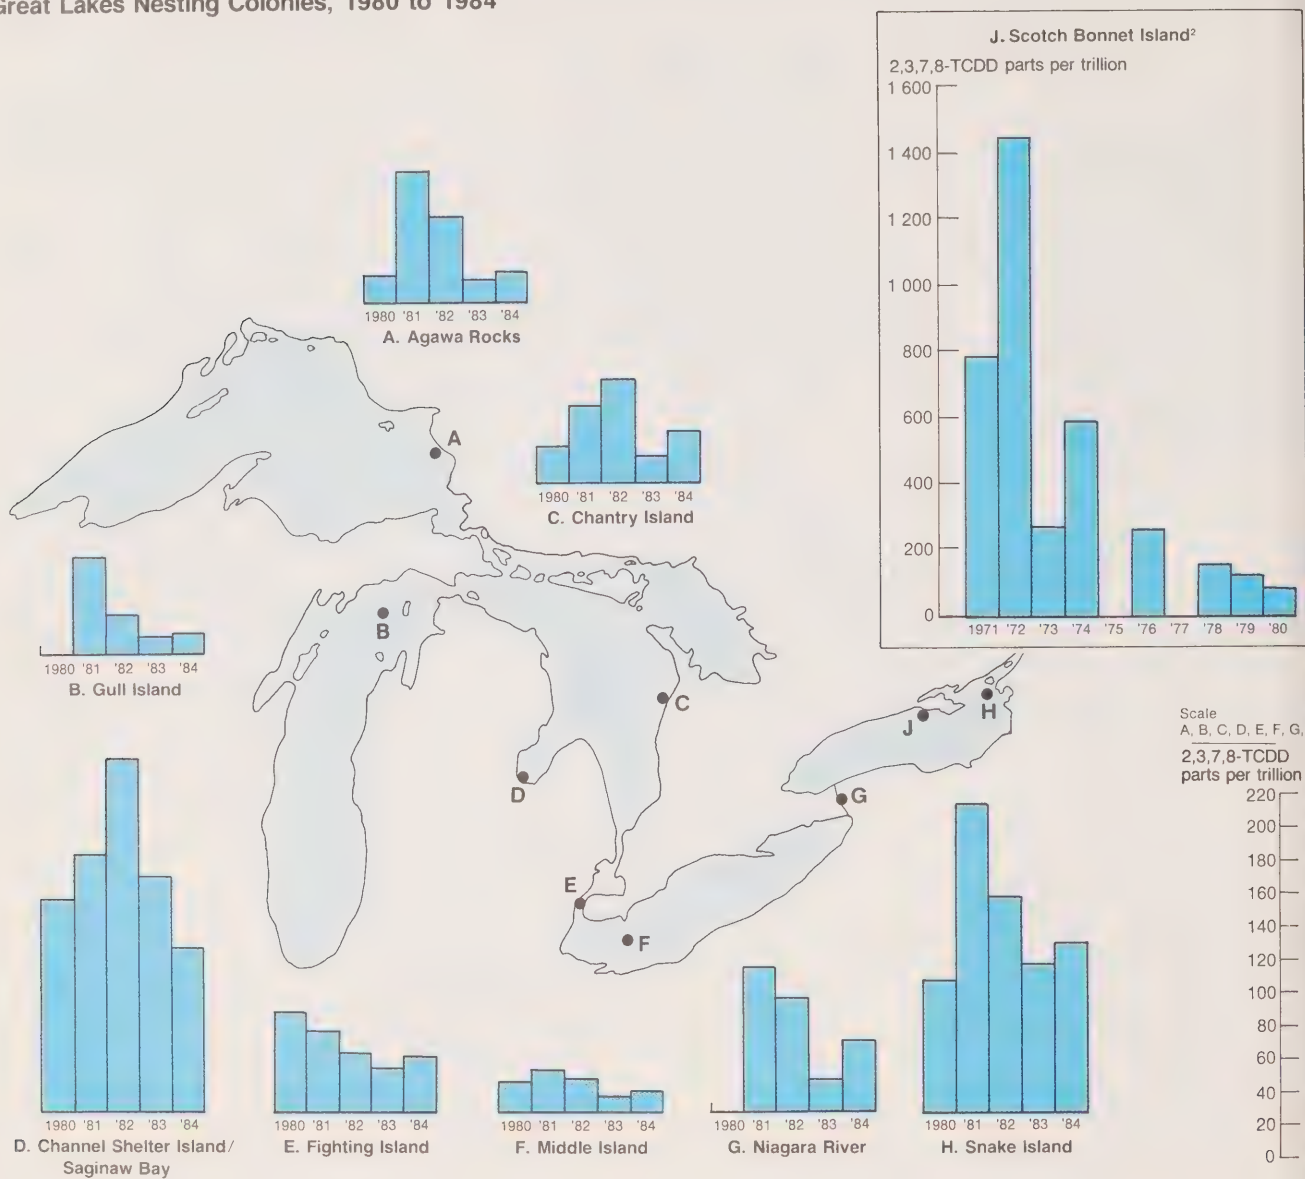 Great Lakes Nesting Colonies, 1980 to 1984
J. Scotch Bonnet Island²
2,3,7,8-TCDD parts per trillion
1 600
1 400
1 200
1 000
800
600
400
200
0
1971 '72 '73 '74 '75 '76 '77 '78 '79 '80
1980 '81 '82 '83 '84
A. Agawa Rocks
A
1980 '81 '82 '83 '84
C. Chantry Island
1980 '81 '82 '83 '84
B. Gull Island
B
C
D
E
F
G
H
J
Scale
A, B, C, D, E, F, G,
2,3,7,8-TCDD
parts per trillion
220
200
180
160
140
120
100
80
60
40
20
0
1980 '81 '82 '83 '84
D. Channel Shelter Island/
Saginaw Bay
1980 '81 '82 '83 '84
E. Fighting Island
1980 '81 '82 '83 '84
F. Middle Island
1980 '81 '82 '83 '84
G. Niagara River
1980 '81 '82 '83 '84
H. Snake Island